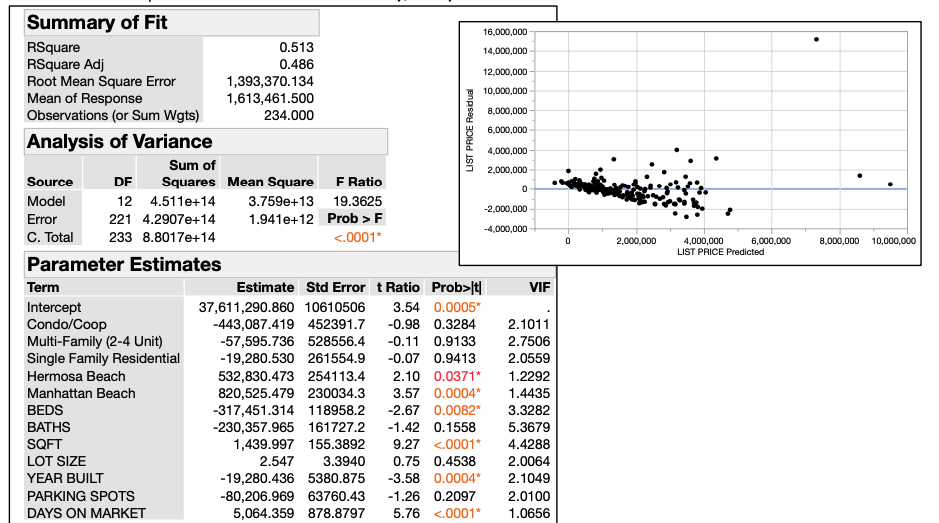 Summary of Fit
RSquare 0.513
RSquare Adj 0.486
Root Mean Square Error 1,393,370.134
Mean of Response 1,613,461.500
Observations (or Sum Wgts) 234.000
Analysis of Variance
Sum of
Source DF Squares Mean Square F Ratio
Model 12 4.511e+14 3.759e+13 19.3625
Error 221 4.2907e+14 1.941e+12 Prob > F
C. Total 233 8.8017e+14 <.0001*
Parameter Estimates
Term Estimate Std Error t Ratio Prob>|t| VIF
Intercept 37,611,290.860 10610506 3.54 0.0005* .
Condo/Coop -443,087.419 452391.7 -0.98 0.3284 2.1011
Multi-Family (2-4 Unit) -57,595.736 528556.4 -0.11 0.9133 2.7506
Single Family Residential -19,280.530 261554.9 -0.07 0.9413 2.0559
Hermosa Beach 532,830.473 254113.4 2.10 0.0371* 1.2292
Manhattan Beach 820,525.479 230034.3 3.57 0.0004* 1.4435
BEDS -317,451.314 118958.2 -2.67 0.0082* 3.3282
BATHS -230,357.965 161727.2 -1.42 0.1558 5.3679
SQFT 1,439.997 155.3892 9.27 <.0001* 4.4288
LOT SIZE 2.547 3.3940 0.75 0.4538 2.0064
YEAR BUILT -19,280.436 5380.875 -3.58 0.0004* 2.1049
PARKING SPOTS -80,206.969 63760.43 -1.26 0.2097 2.0100
DAYS ON MARKET 5,064.359 878.8797 5.76 <.0001* 1.0656
LIST PRICE Residual
16,000,000
14,000,000
12,000,000
10,000,000
8,000,000
6,000,000
4,000,000
2,000,000
0
-2,000,000
-4,000,000
0 2,000,000 4,000,000 6,000,000 8,000,000 10,000,000
LIST PRICE Predicted